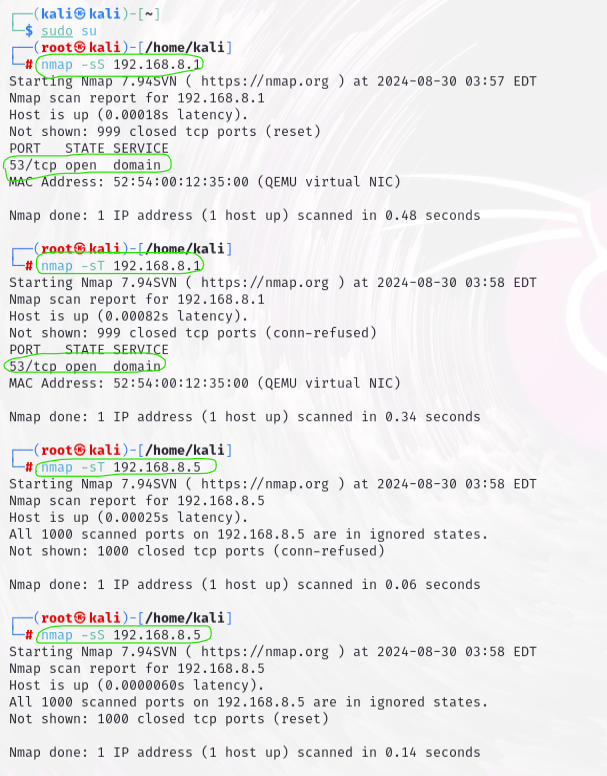 ┌──(kali㉿kali)-[~]
└─$ sudo su
┌──(root㉿kali)-[/home/kali]
└─# nmap -sS 192.168.8.1
Starting Nmap 7.94SVN ( https://nmap.org ) at 2024-08-30 03:57 EDT
Nmap scan report for 192.168.8.1
Host is up (0.00018s latency).
Not shown: 999 closed tcp ports (reset)
PORT   STATE SERVICE
53/tcp open  domain
MAC Address: 52:54:00:12:35:00 (QEMU virtual NIC)
Nmap done: 1 IP address (1 host up) scanned in 0.48 seconds
┌──(root㉿kali)-[/home/kali]
└─# nmap -sT 192.168.8.1
Starting Nmap 7.94SVN ( https://nmap.org ) at 2024-08-30 03:58 EDT
Nmap scan report for 192.168.8.1
Host is up (0.00082s latency).
Not shown: 999 closed tcp ports (conn-refused)
PORT   STATE SERVICE
53/tcp open  domain
MAC Address: 52:54:00:12:35:00 (QEMU virtual NIC)
Nmap done: 1 IP address (1 host up) scanned in 0.34 seconds
┌──(root㉿kali)-[/home/kali]
└─# nmap -sT 192.168.8.5
Starting Nmap 7.94SVN ( https://nmap.org ) at 2024-08-30 03:58 EDT
Nmap scan report for 192.168.8.5
Host is up (0.00025s latency).
All 1000 scanned ports on 192.168.8.5 are in ignored states.
Not shown: 1000 closed tcp ports (conn-refused)
Nmap done: 1 IP address (1 host up) scanned in 0.06 seconds
┌──(root㉿kali)-[/home/kali]
└─# nmap -sS 192.168.8.5
Starting Nmap 7.94SVN ( https://nmap.org ) at 2024-08-30 03:58 EDT
Nmap scan report for 192.168.8.5
Host is up (0.0000060s latency).
All 1000 scanned ports on 192.168.8.5 are in ignored states.
Not shown: 1000 closed tcp ports (reset)
Nmap done: 1 IP address (1 host up) scanned in 0.14 seconds